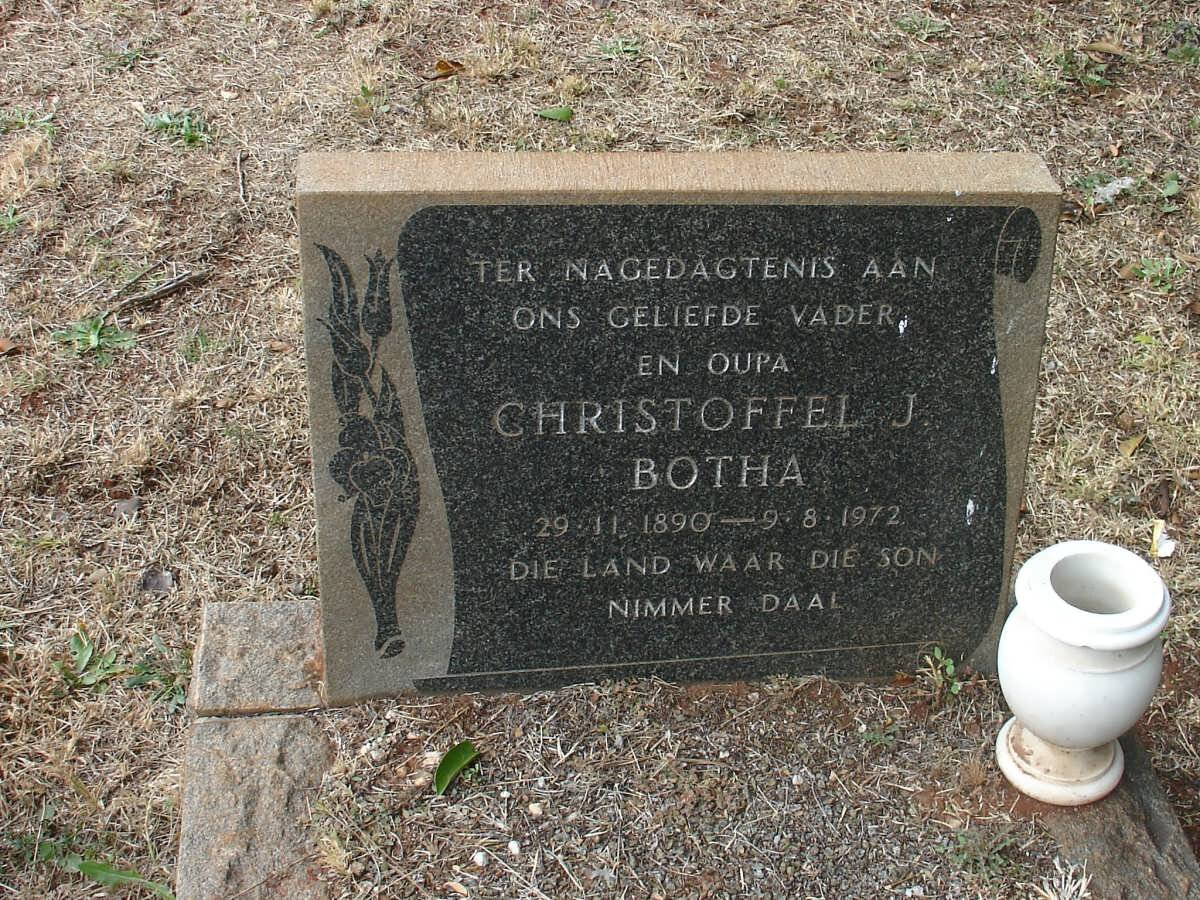 TER NAGEDAGTENIS AAN
ONS GELIEFDE VADER
EN OUPA
CHRISTOFFEL J.
BOTHA
29·11·1890—9·8·1972
DIE LAND WAAR DIE SON
NIMMER DAAL